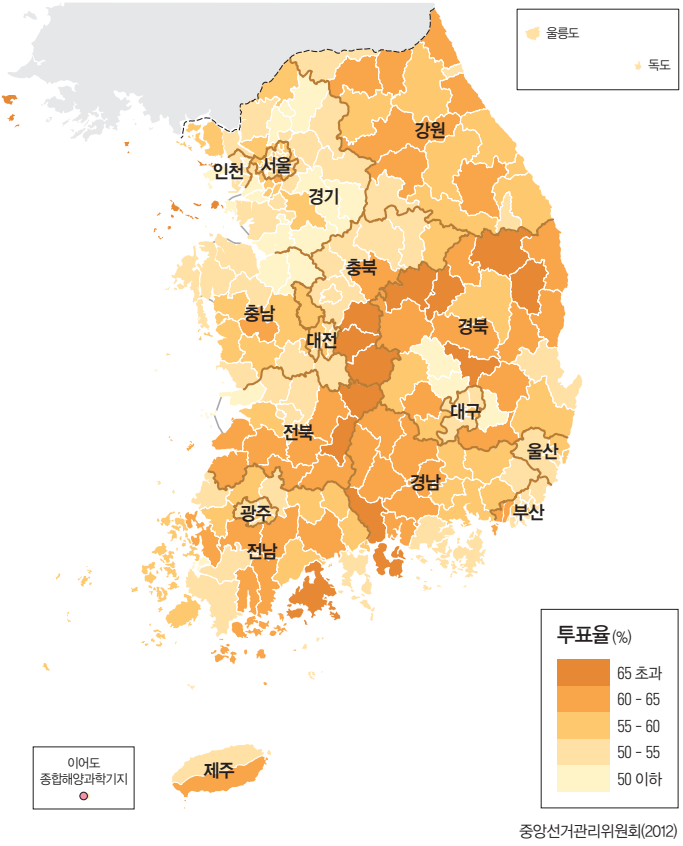 울릉도
독도
강원
서울
인천
경기
충북
충남
대전
경북
대구
전북
울산
경남
광주
부산
전남
제주
이어도
종합해양과학기지
투표율 (%)
65 초과
60 - 65
55 - 60
50 - 55
50 이하
중앙선거관리위원회(2012)